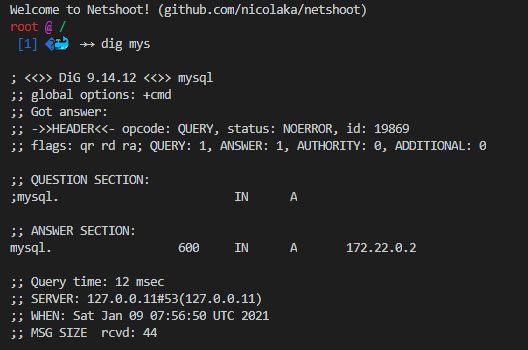 Welcome to Netshoot! (github.com/nicolaka/netshoot)
root @ /
[1] 🐳 → dig mys
; <<>> DiG 9.14.12 <<>> mysql
;; global options: +cmd
;; Got answer:
;; ->>HEADER<<- opcode: QUERY, status: NOERROR, id: 19869
;; flags: qr rd ra; QUERY: 1, ANSWER: 1, AUTHORITY: 0, ADDITIONAL: 0
;; QUESTION SECTION:
;mysql. IN A
;; ANSWER SECTION:
mysql. 600 IN A 172.22.0.2
;; Query time: 12 msec
;; SERVER: 127.0.0.11#53(127.0.0.11)
;; WHEN: Sat Jan 09 07:56:50 UTC 2021
;; MSG SIZE rcvd: 44